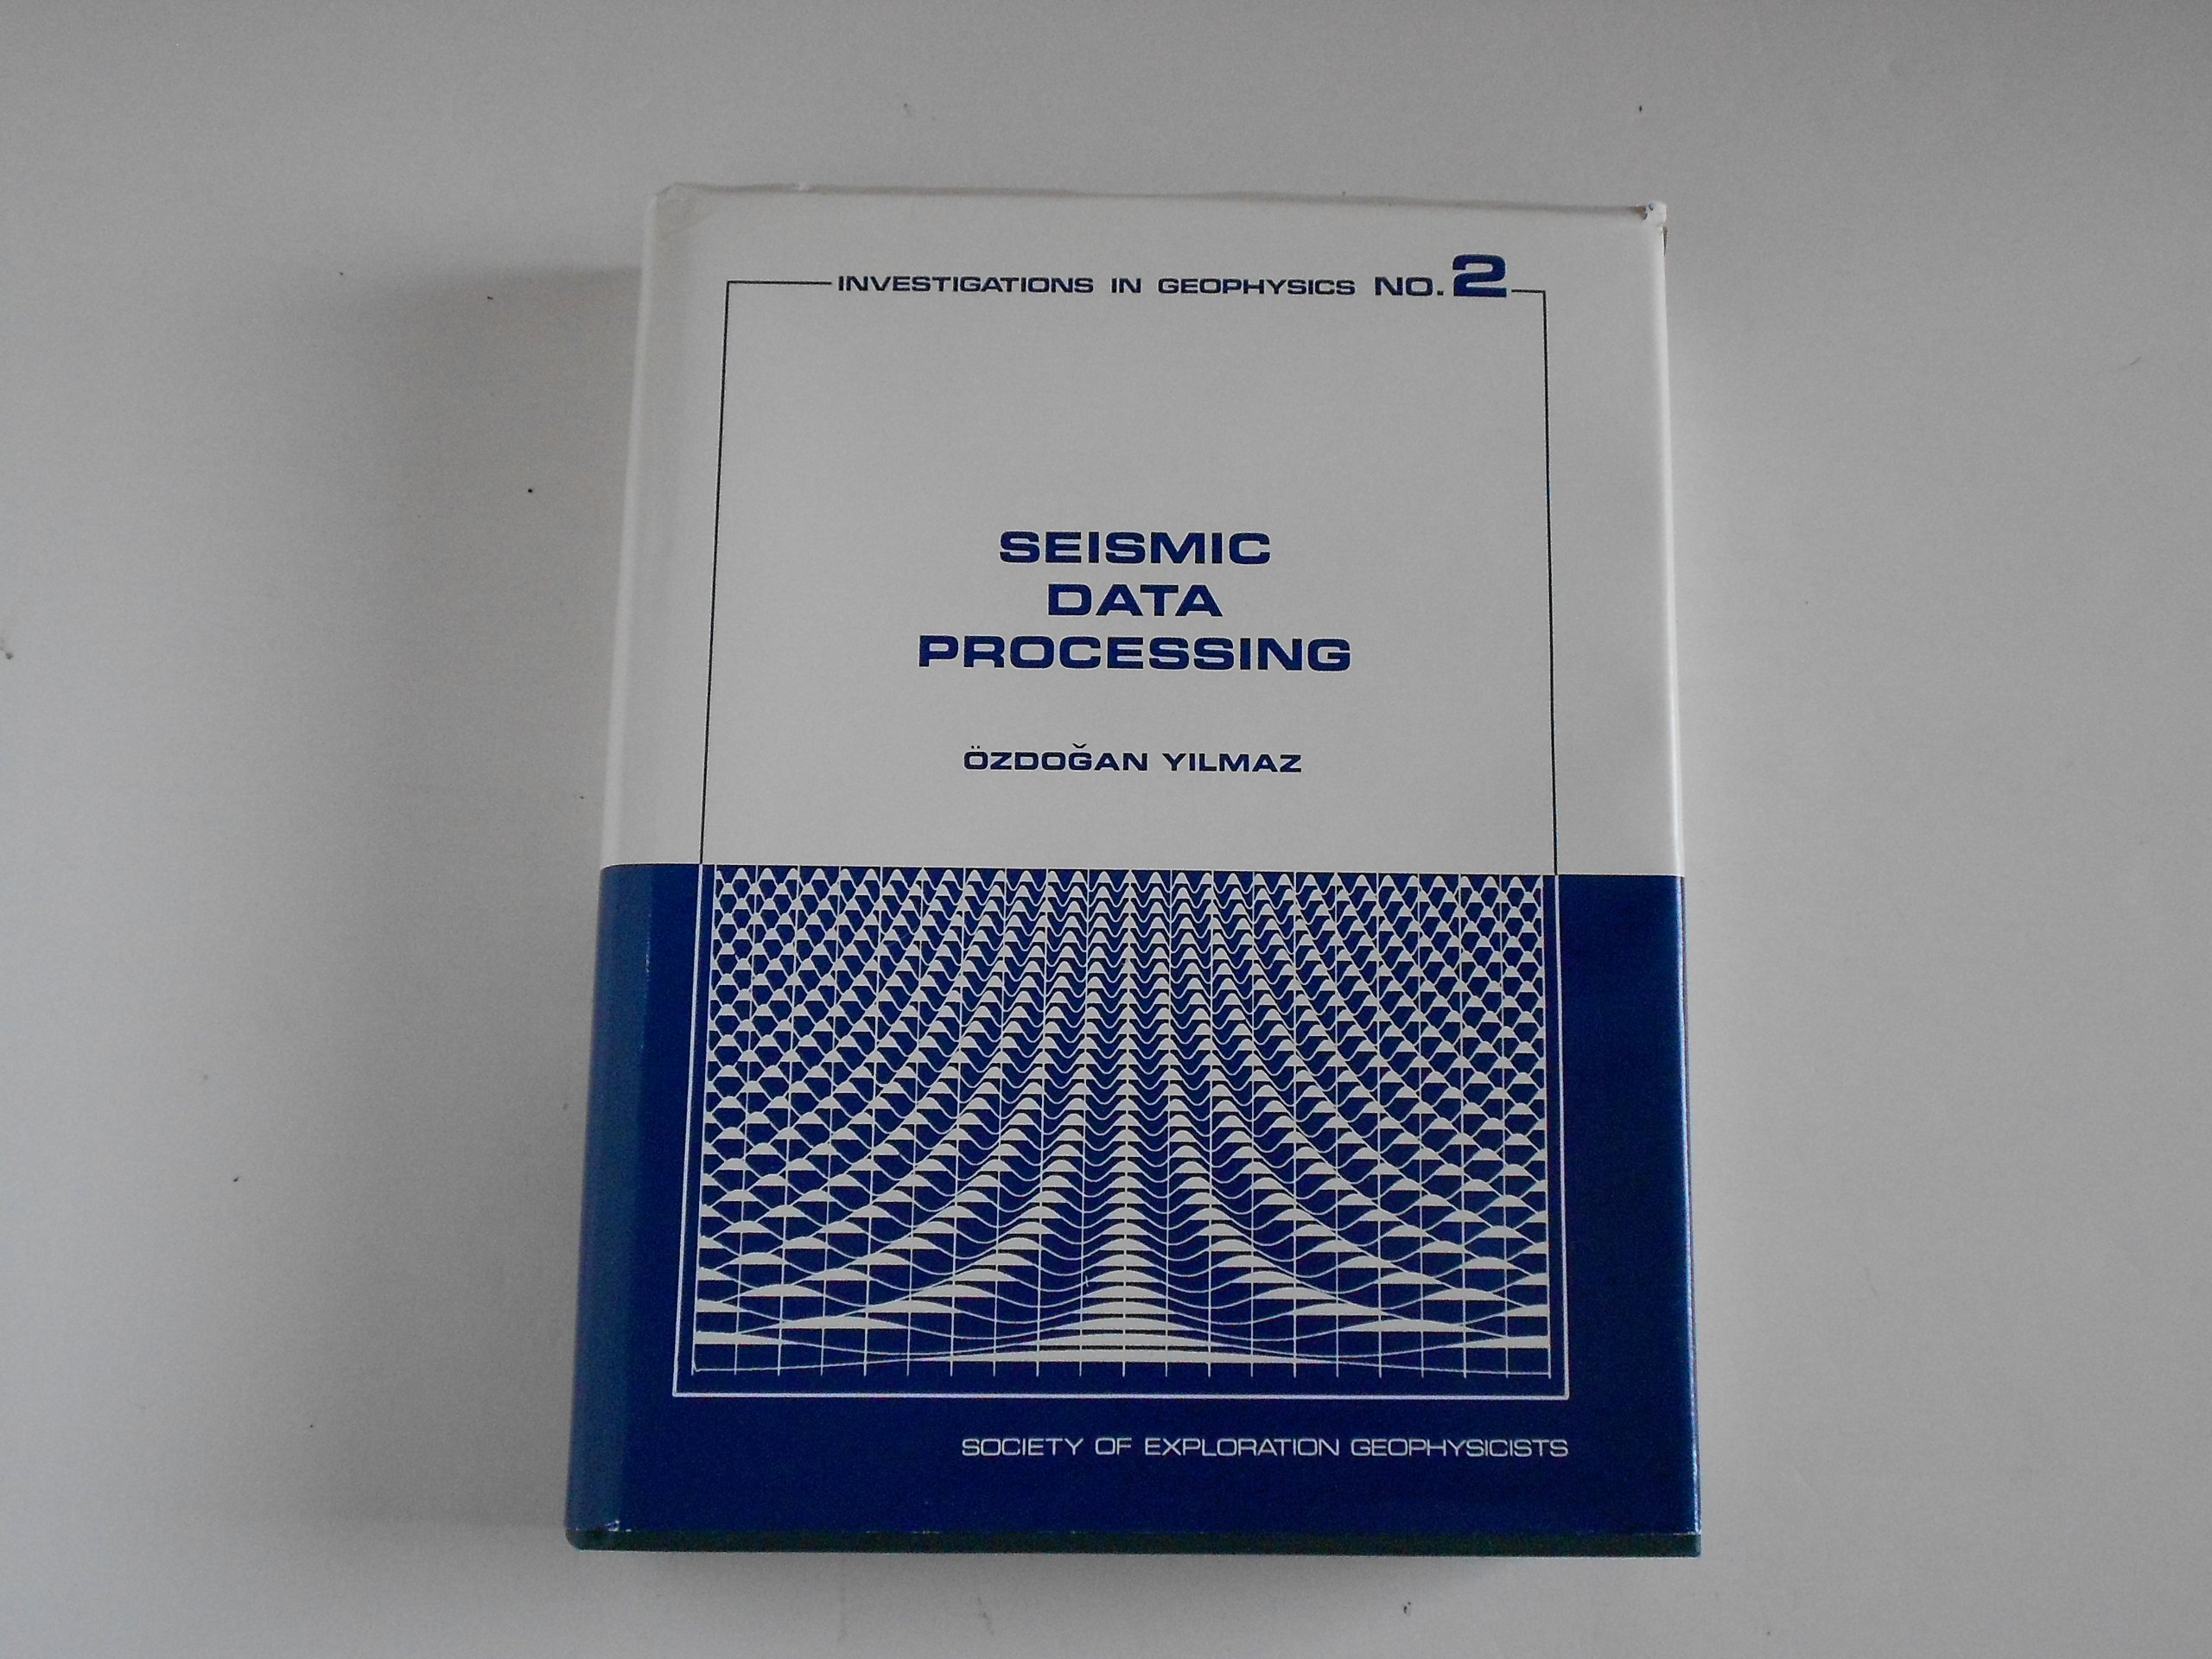 INVESTIGATIONS IN GEOPHYSICS NO. 2
SEISMIC
DATA
PROCESSING
ÖZDOĞAN YILMAZ
SOCIETY OF EXPLORATION GEOPHYSICISTS